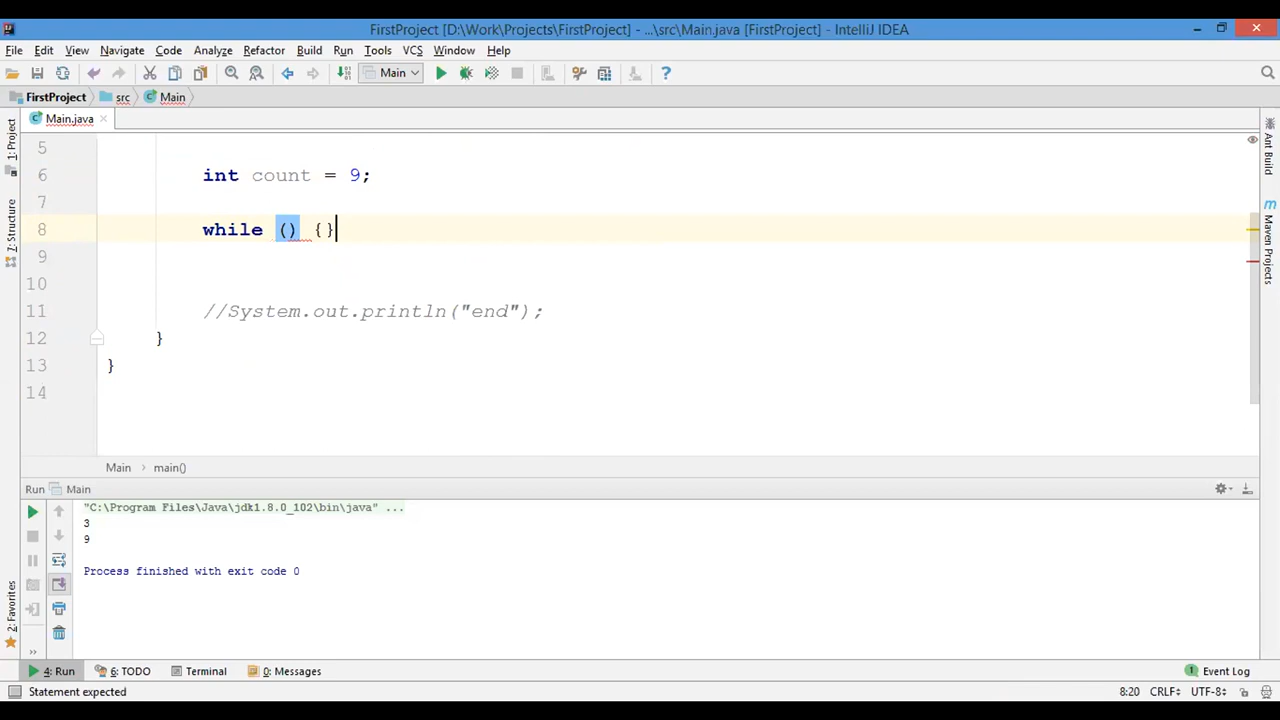 FirstProject [D:\Work\Projects\FirstProject] - ...\src\Main.java [FirstProject] - IntelliJ IDEA
File Edit View Navigate Code Analyze Refactor Build Run Tools VCS Window Help
Main
FirstProject src Main
Main.java
1: Project
Z: Structure
2: Favorites
Ant Build
Maven Projects
5
6 int count = 9;
7
8 while () {}
9
10
11 //System.out.println("end");
12 }
13 }
14
Main main()
Run Main
"C:\Program Files\Java\jdk1.8.0_102\bin\java" ...
3
9
Process finished with exit code 0
4: Run 6: TODO Terminal 0: Messages Event Log
Statement expected 8:20 CRLF UTF-8